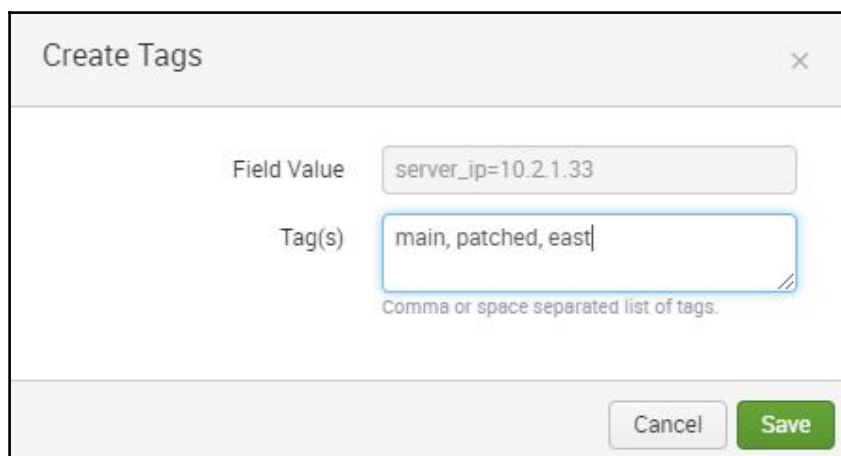 Create Tags ×
Field Value server_ip=10.2.1.33
Tag(s) main, patched, east
Comma or space separated list of tags.
Cancel Save